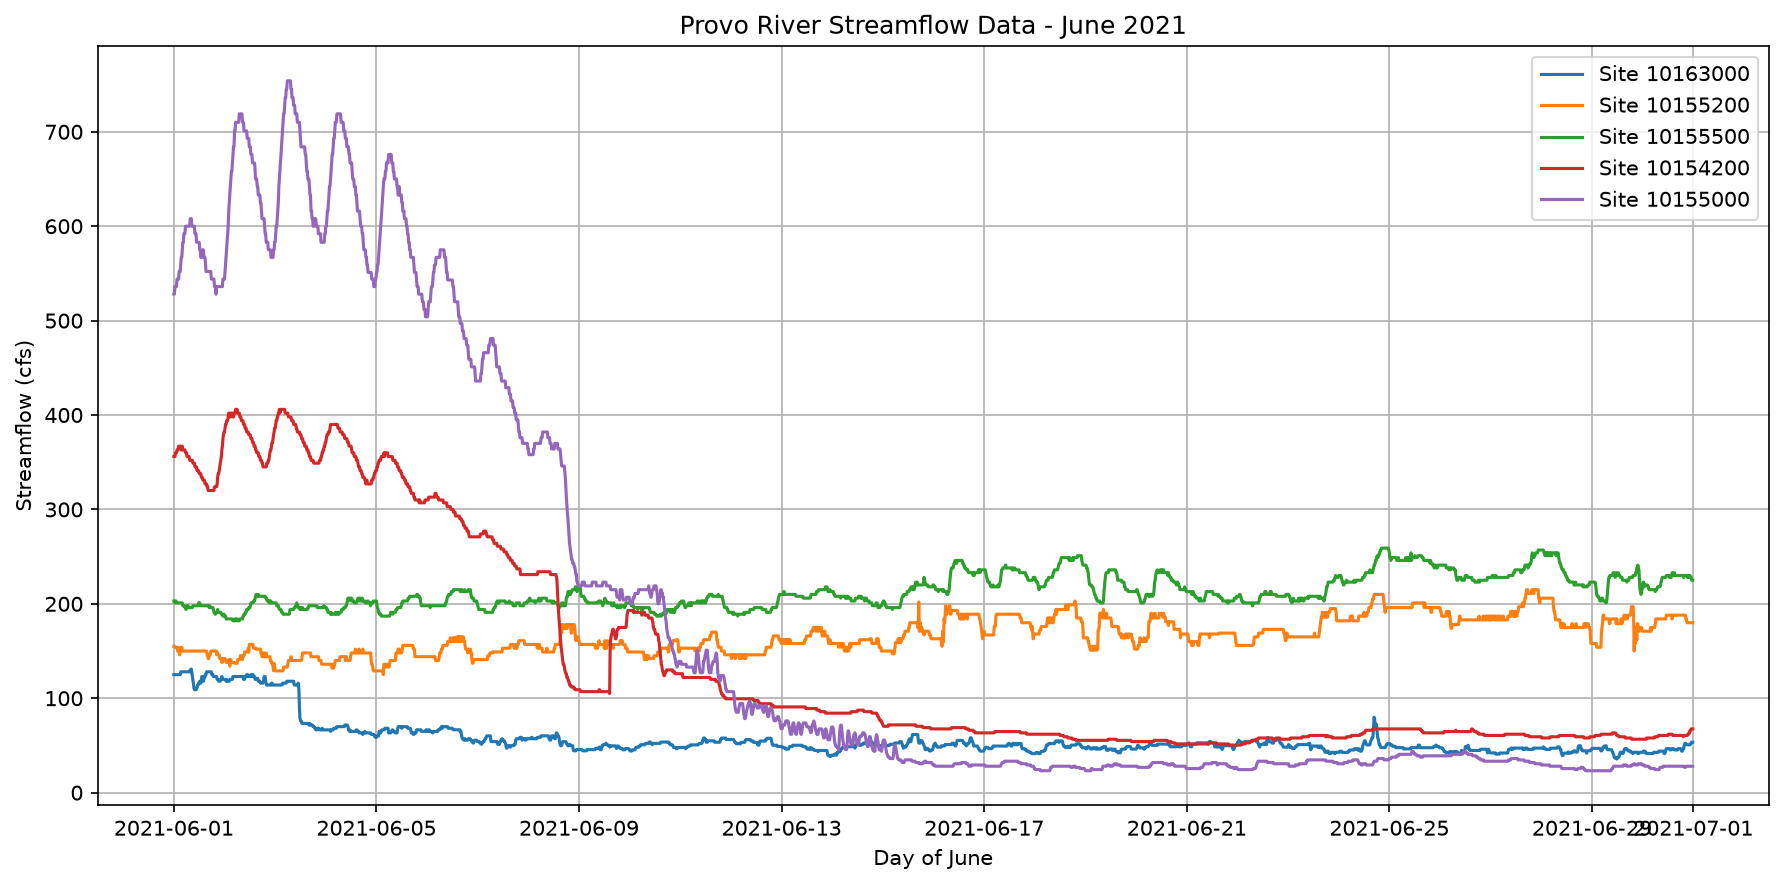 Provo River Streamflow Data - June 2021
Site 10163000
Site 10155200
Site 10155500
Site 10154200
Site 10155000
Streamflow (cfs)
700
600
500
400
300
200
100
0
2021-06-01 2021-06-05 2021-06-09 2021-06-13 2021-06-17 2021-06-21 2021-06-25 2021-06-29 2021-07-01
Day of June